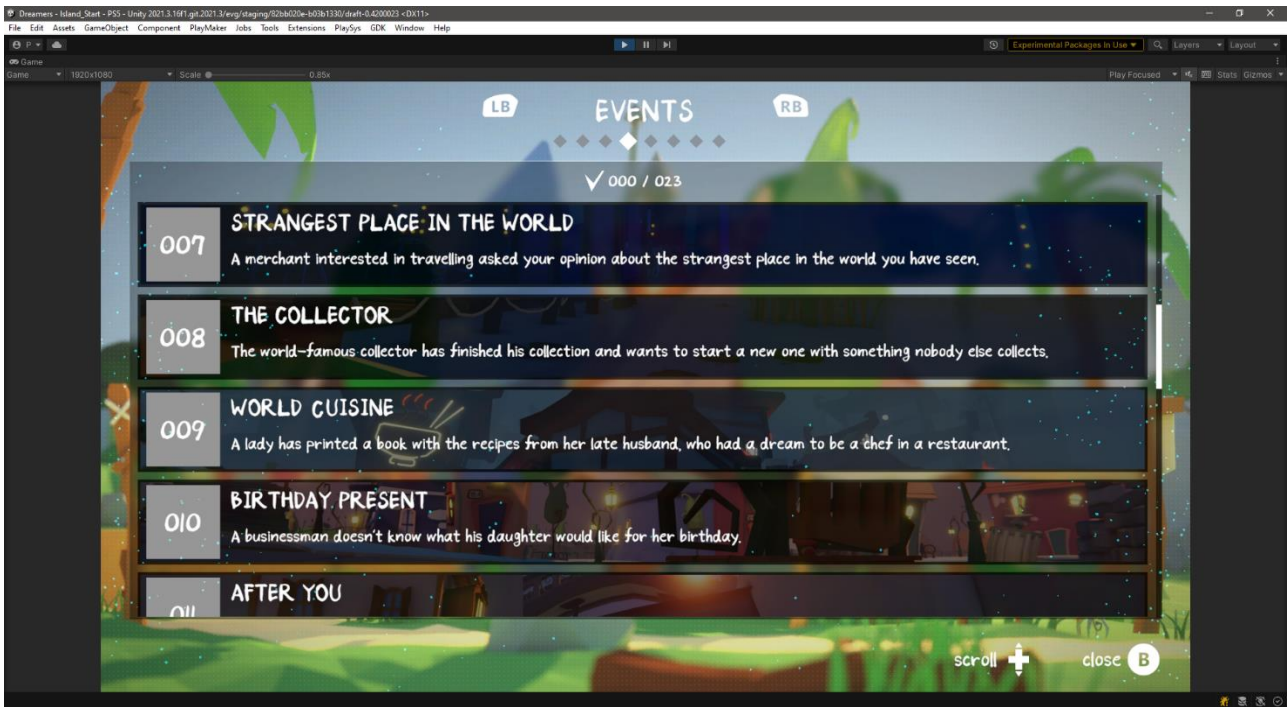 Dreamers - Island_Start - PS5 - Unity 2021.3.16f1.git.2021.3/evg/staging/82bb020e-b03b1330/draft-0.4200023 <DX11>
File Edit Assets GameObject Component PlayMaker Jobs Tools Extensions PlaySys GDK Window Help
P Experimental Packages In Use Layers Layout
Game
Game 1920x1080 Scale 0.85x Play Focused Stats Gizmos
LB EVENTS RB
000 / 023
007 STRANGEST PLACE IN THE WORLD
A merchant interested in travelling asked your opinion about the strangest place in the world you have seen.
008 THE COLLECTOR
The world-famous collector has finished his collection and wants to start a new one with something nobody else collects.
009 WORLD CUISINE
A lady has printed a book with the recipes from her late husband, who had a dream to be a chef in a restaurant.
010 BIRTHDAY PRESENT
A businessman doesn't know what his daughter would like for her birthday.
011 AFTER YOU
scroll close B